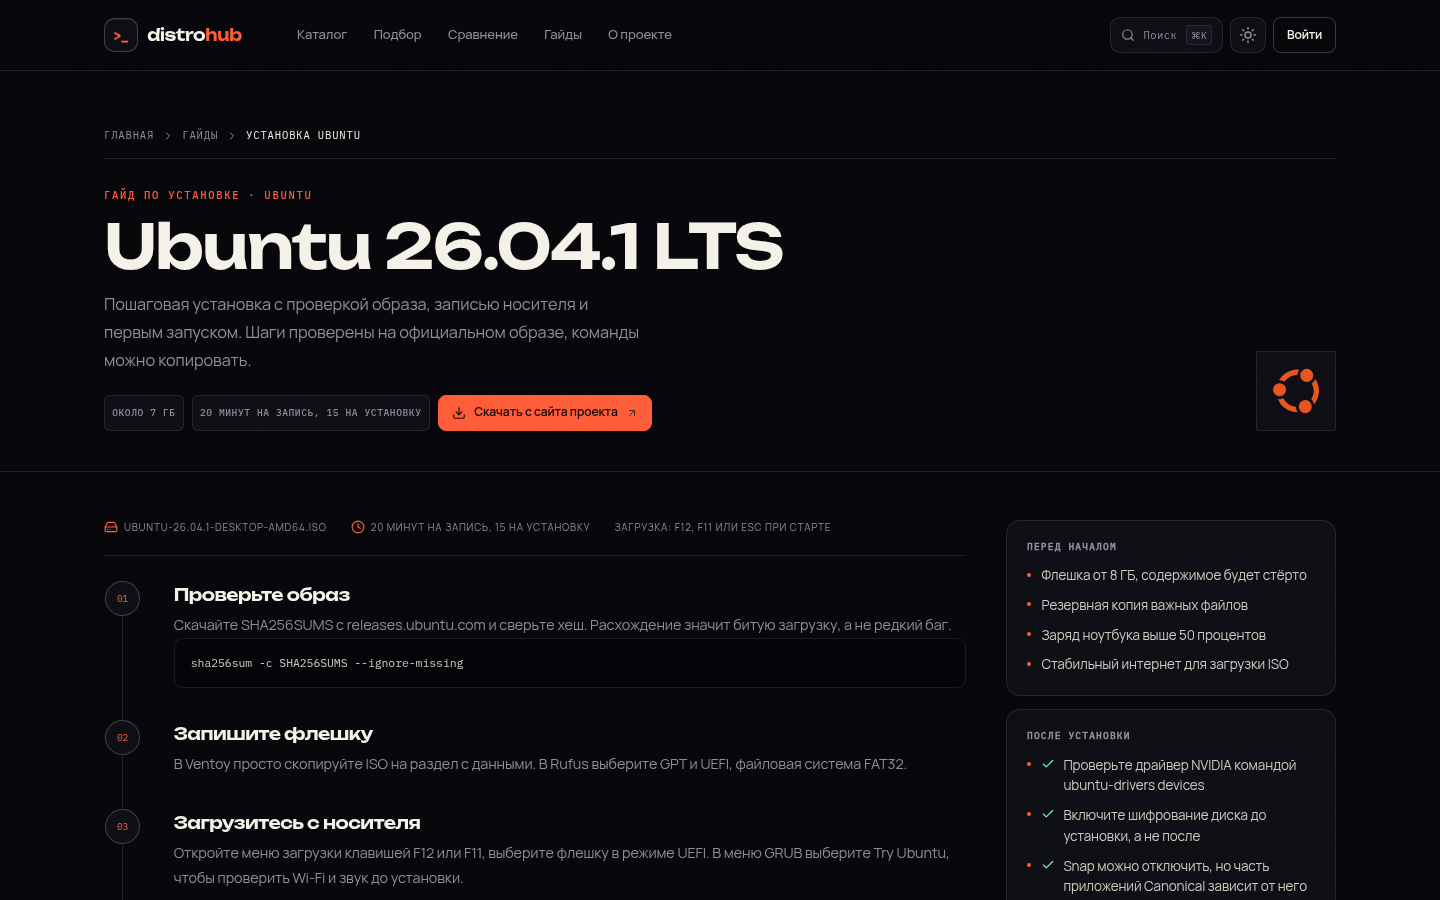 >_ distrohub
Каталог
Подбор
Сравнение
Гайды
О проекте
Поиск ⌘K
Войти
ГЛАВНАЯ > ГАЙДЫ > УСТАНОВКА UBUNTU
ГАЙД ПО УСТАНОВКЕ · UBUNTU
Ubuntu 26.04.1 LTS
Пошаговая установка с проверкой образа, записью носителя и
первым запуском. Шаги проверены на официальном образе, команды
можно копировать.
ОКОЛО 7 ГБ
20 МИНУТ НА ЗАПИСЬ, 15 НА УСТАНОВКУ
Скачать с сайта проекта
UBUNTU-26.04.1-DESKTOP-AMD64.ISO
20 МИНУТ НА ЗАПИСЬ, 15 НА УСТАНОВКУ
ЗАГРУЗКА: F12, F11 ИЛИ ESC ПРИ СТАРТЕ
01
Проверьте образ
Скачайте SHA256SUMS с releases.ubuntu.com и сверьте хеш. Расхождение значит битую загрузку, а не редкий баг.
sha256sum -c SHA256SUMS --ignore-missing
02
Запишите флешку
В Ventoy просто скопируйте ISO на раздел с данными. В Rufus выберите GPT и UEFI, файловая система FAT32.
03
Загрузитесь с носителя
Откройте меню загрузки клавишей F12 или F11, выберите флешку в режиме UEFI. В меню GRUB выберите Try Ubuntu,
чтобы проверить Wi-Fi и звук до установки.
ПЕРЕД НАЧАЛОМ
Флешка от 8 ГБ, содержимое будет стёрто
Резервная копия важных файлов
Заряд ноутбука выше 50 процентов
Стабильный интернет для загрузки ISO
ПОСЛЕ УСТАНОВКИ
Проверьте драйвер NVIDIA командой
ubuntu-drivers devices
Включите шифрование диска до
установки, а не после
Snap можно отключить, но часть
приложений Canonical зависит от него